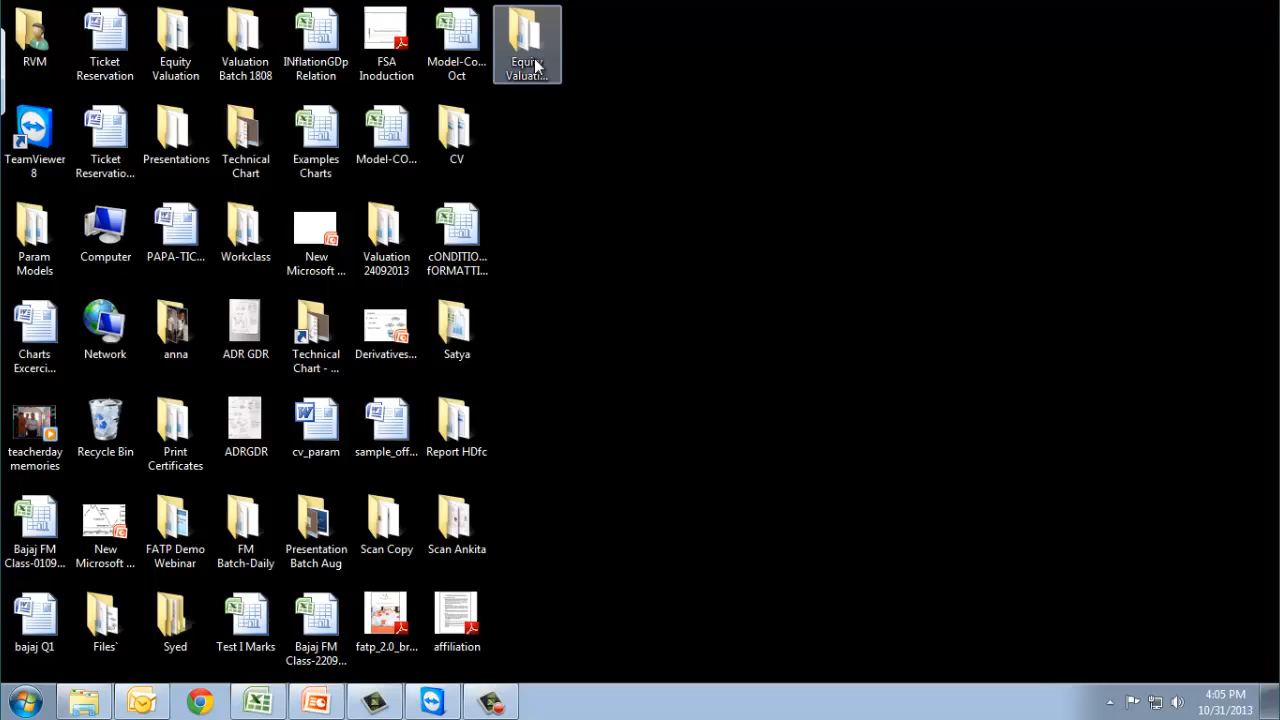 RVM
Ticket
Reservation
Equity
Valuation
Valuation
Batch 1808
INflationGDp
Relation
FSA
Inoduction
Model-Co...
Oct
Equity
Valuati...
TeamViewer
8
Ticket
Reservatio...
Presentations
Technical
Chart
Examples
Charts
Model-CO...
CV
Param
Models
Computer
PAPA-TIC...
Workclass
New
Microsoft ...
Valuation
24092013
cONDITIO...
fORMATTI...
Charts
Excerci...
Network
anna
ADR GDR
Technical
Chart - ...
Derivatives...
Satya
teacherday
memories
Recycle Bin
Print
Certificates
ADRGDR
cv_param
sample_off...
Report HDfc
Bajaj FM
Class-0109...
New
Microsoft ...
FATP Demo
Webinar
FM
Batch-Daily
Presentation
Batch Aug
Scan Copy
Scan Ankita
bajaj Q1
Files`
Syed
Test I Marks
Bajaj FM
Class-2209...
fatp_2.0_br...
affiliation
4:05 PM
10/31/2013